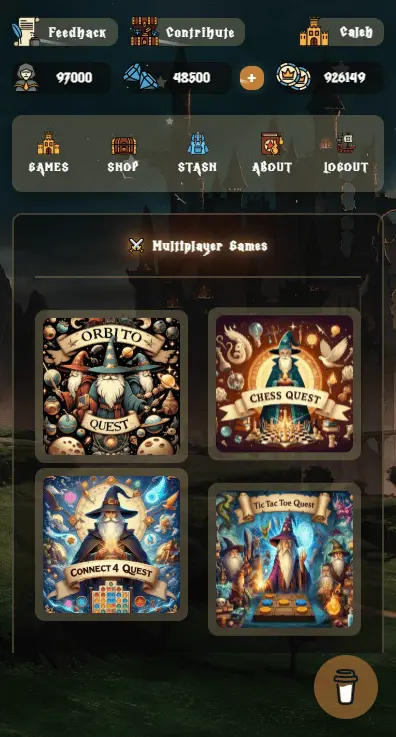 Feedback
Contribute
Caleb
97000
48500
+
926149
GAMES
SHOP
STASH
ABOUT
LOGOUT
Multiplayer Games
ORBITO
QUEST
CHESS QUEST
CONNECT 4 QUEST
Tic Tac Toe Quest